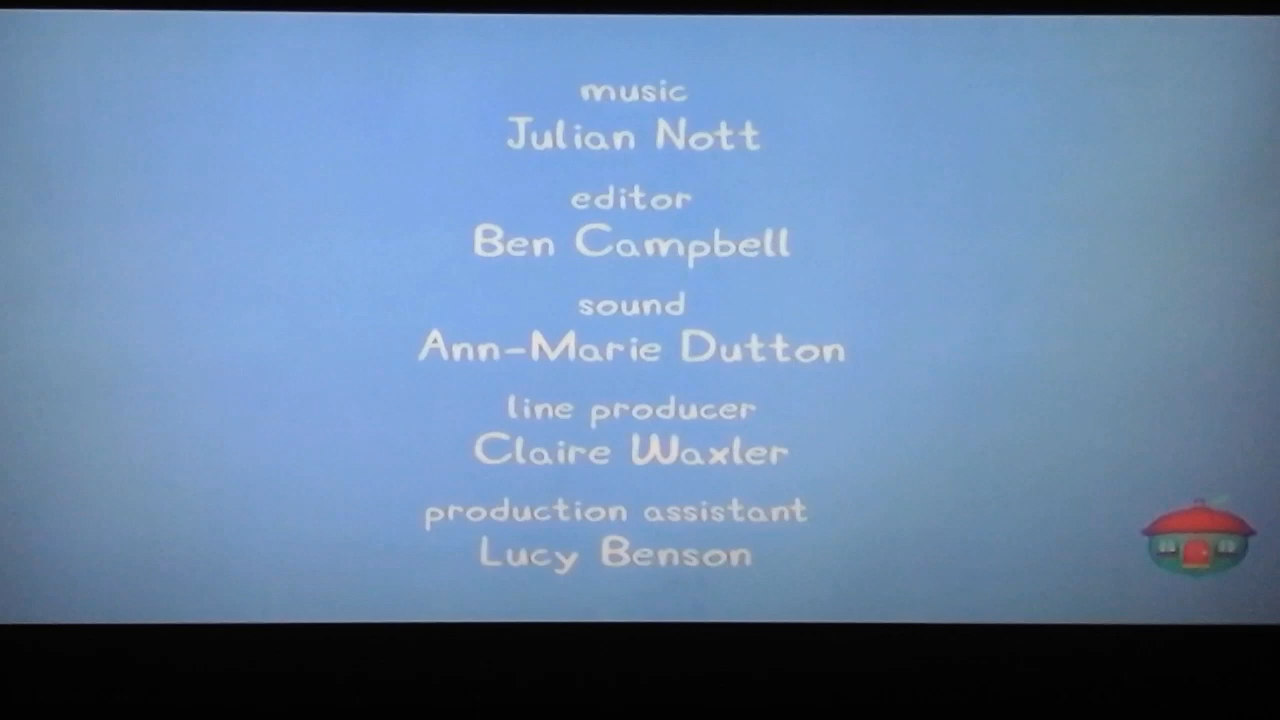 music
Julian Nott
editor
Ben Campbell
sound
Ann-Marie Dutton
line producer
Claire Waxler
production assistant
Lucy Benson